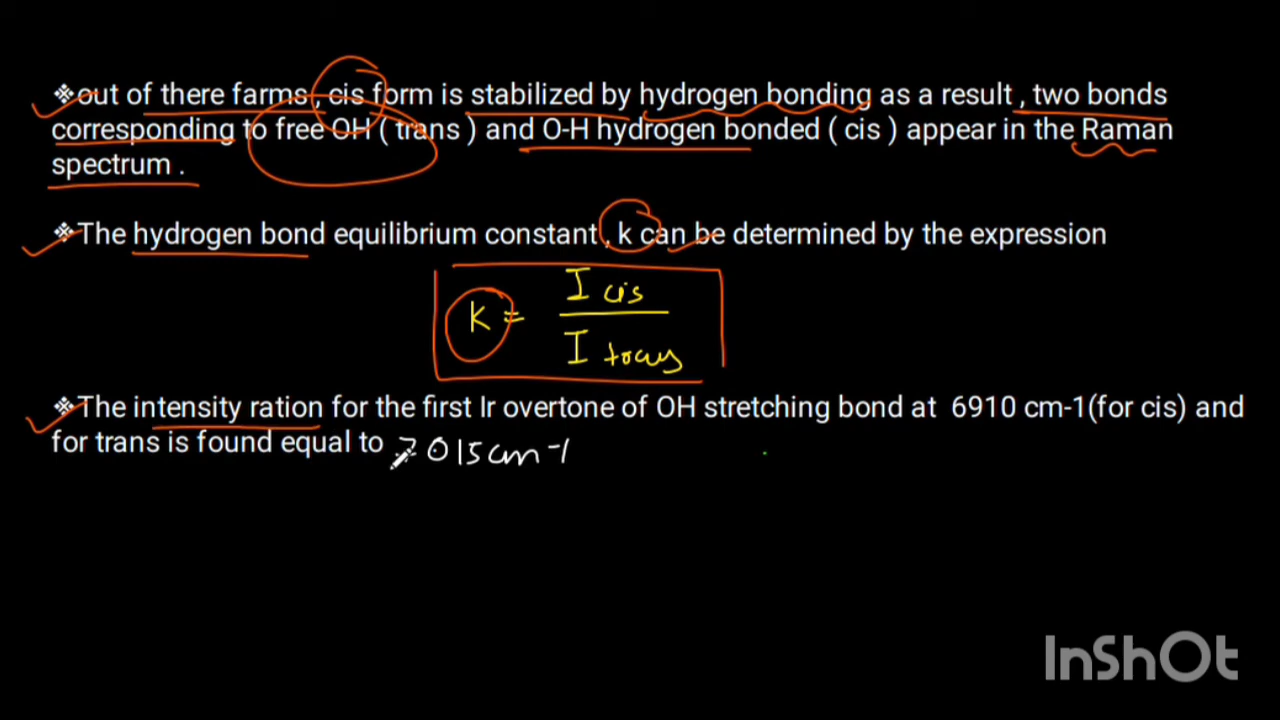 ❖out of there farms , cis form is stabilized by hydrogen bonding as a result , two bonds
corresponding to free OH ( trans ) and O-H hydrogen bonded ( cis ) appear in the Raman
spectrum .
❖The hydrogen bond equilibrium constant , k can be determined by the expression
K = I cis
I trans
❖The intensity ration for the first Ir overtone of OH stretching bond at 6910 cm-1(for cis) and
for trans is found equal to 7015cm-1
InShOt